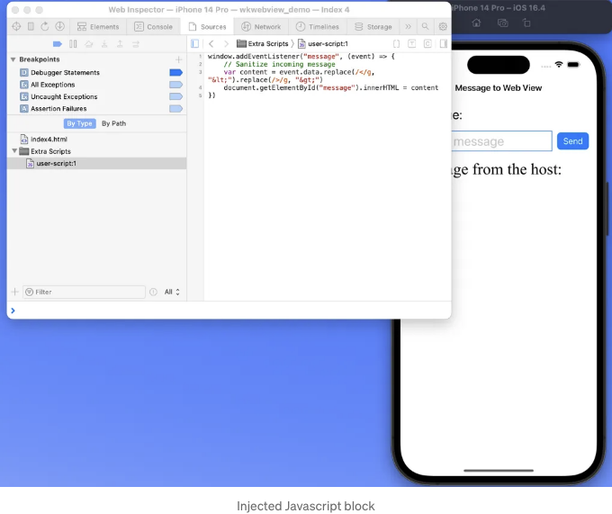 Web Inspector — iPhone 14 Pro — wkwebview_demo — Index 4
Elements
Console
Sources
Network
Timelines
Storage
Breakpoints
Debugger Statements
All Exceptions
Uncaught Exceptions
Assertion Failures
By Type
By Path
index4.html
Extra Scripts
user-script:1
Filter
All
Extra Scripts
user-script:1
1 window.addEventListener("message", (event) => {
2 // Sanitize incoming message
3 var content = event.data.replace(/</g,
"&lt;").replace(/>/g, "&gt;")
4 document.getElementById("message").innerHTML = content
5 })
iPhone 14 Pro – iOS 16.4
Message to Web View
e:
message
Send
ge from the host:
Injected Javascript block